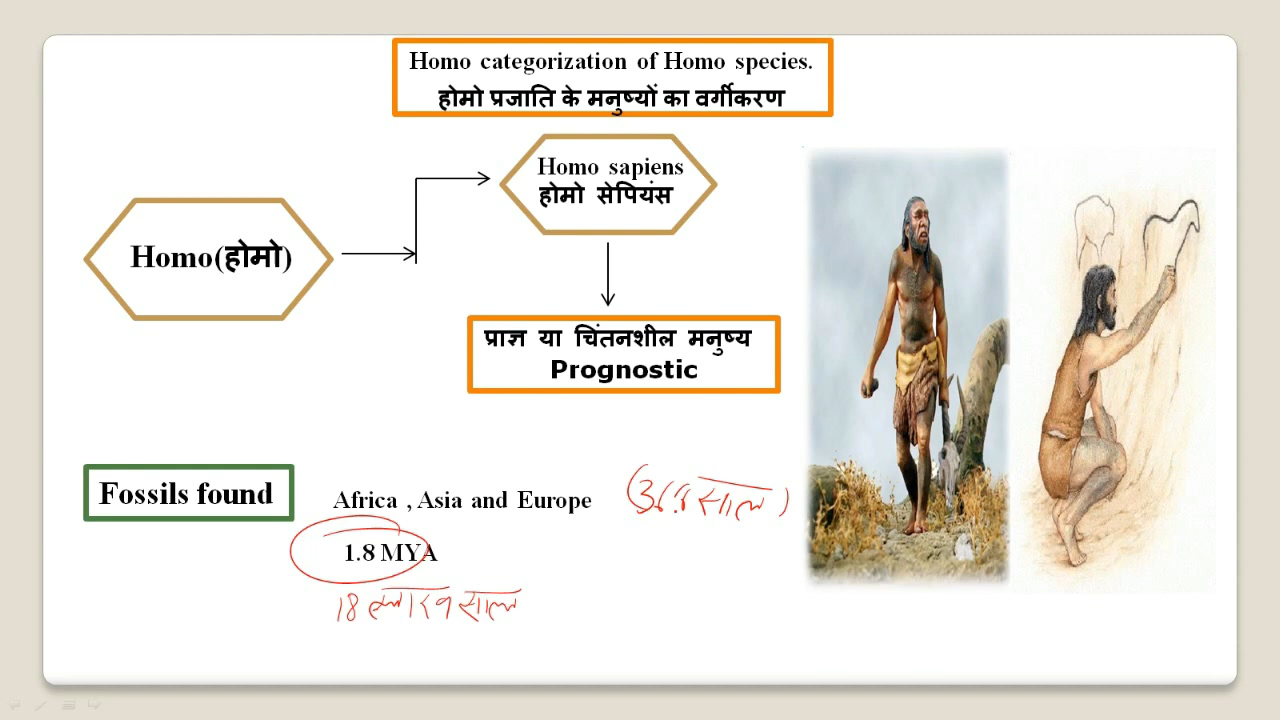 Homo categorization of Homo species.
होमो प्रजाति के मनुष्यों का वर्गीकरण
Homo sapiens
होमो सेपियंस
Homo(होमो)
प्राज्ञ या चिंतनशील मनुष्य
Prognostic
Fossils found
Africa , Asia and Europe
साल)
1.8 MYA
18 लाख साल